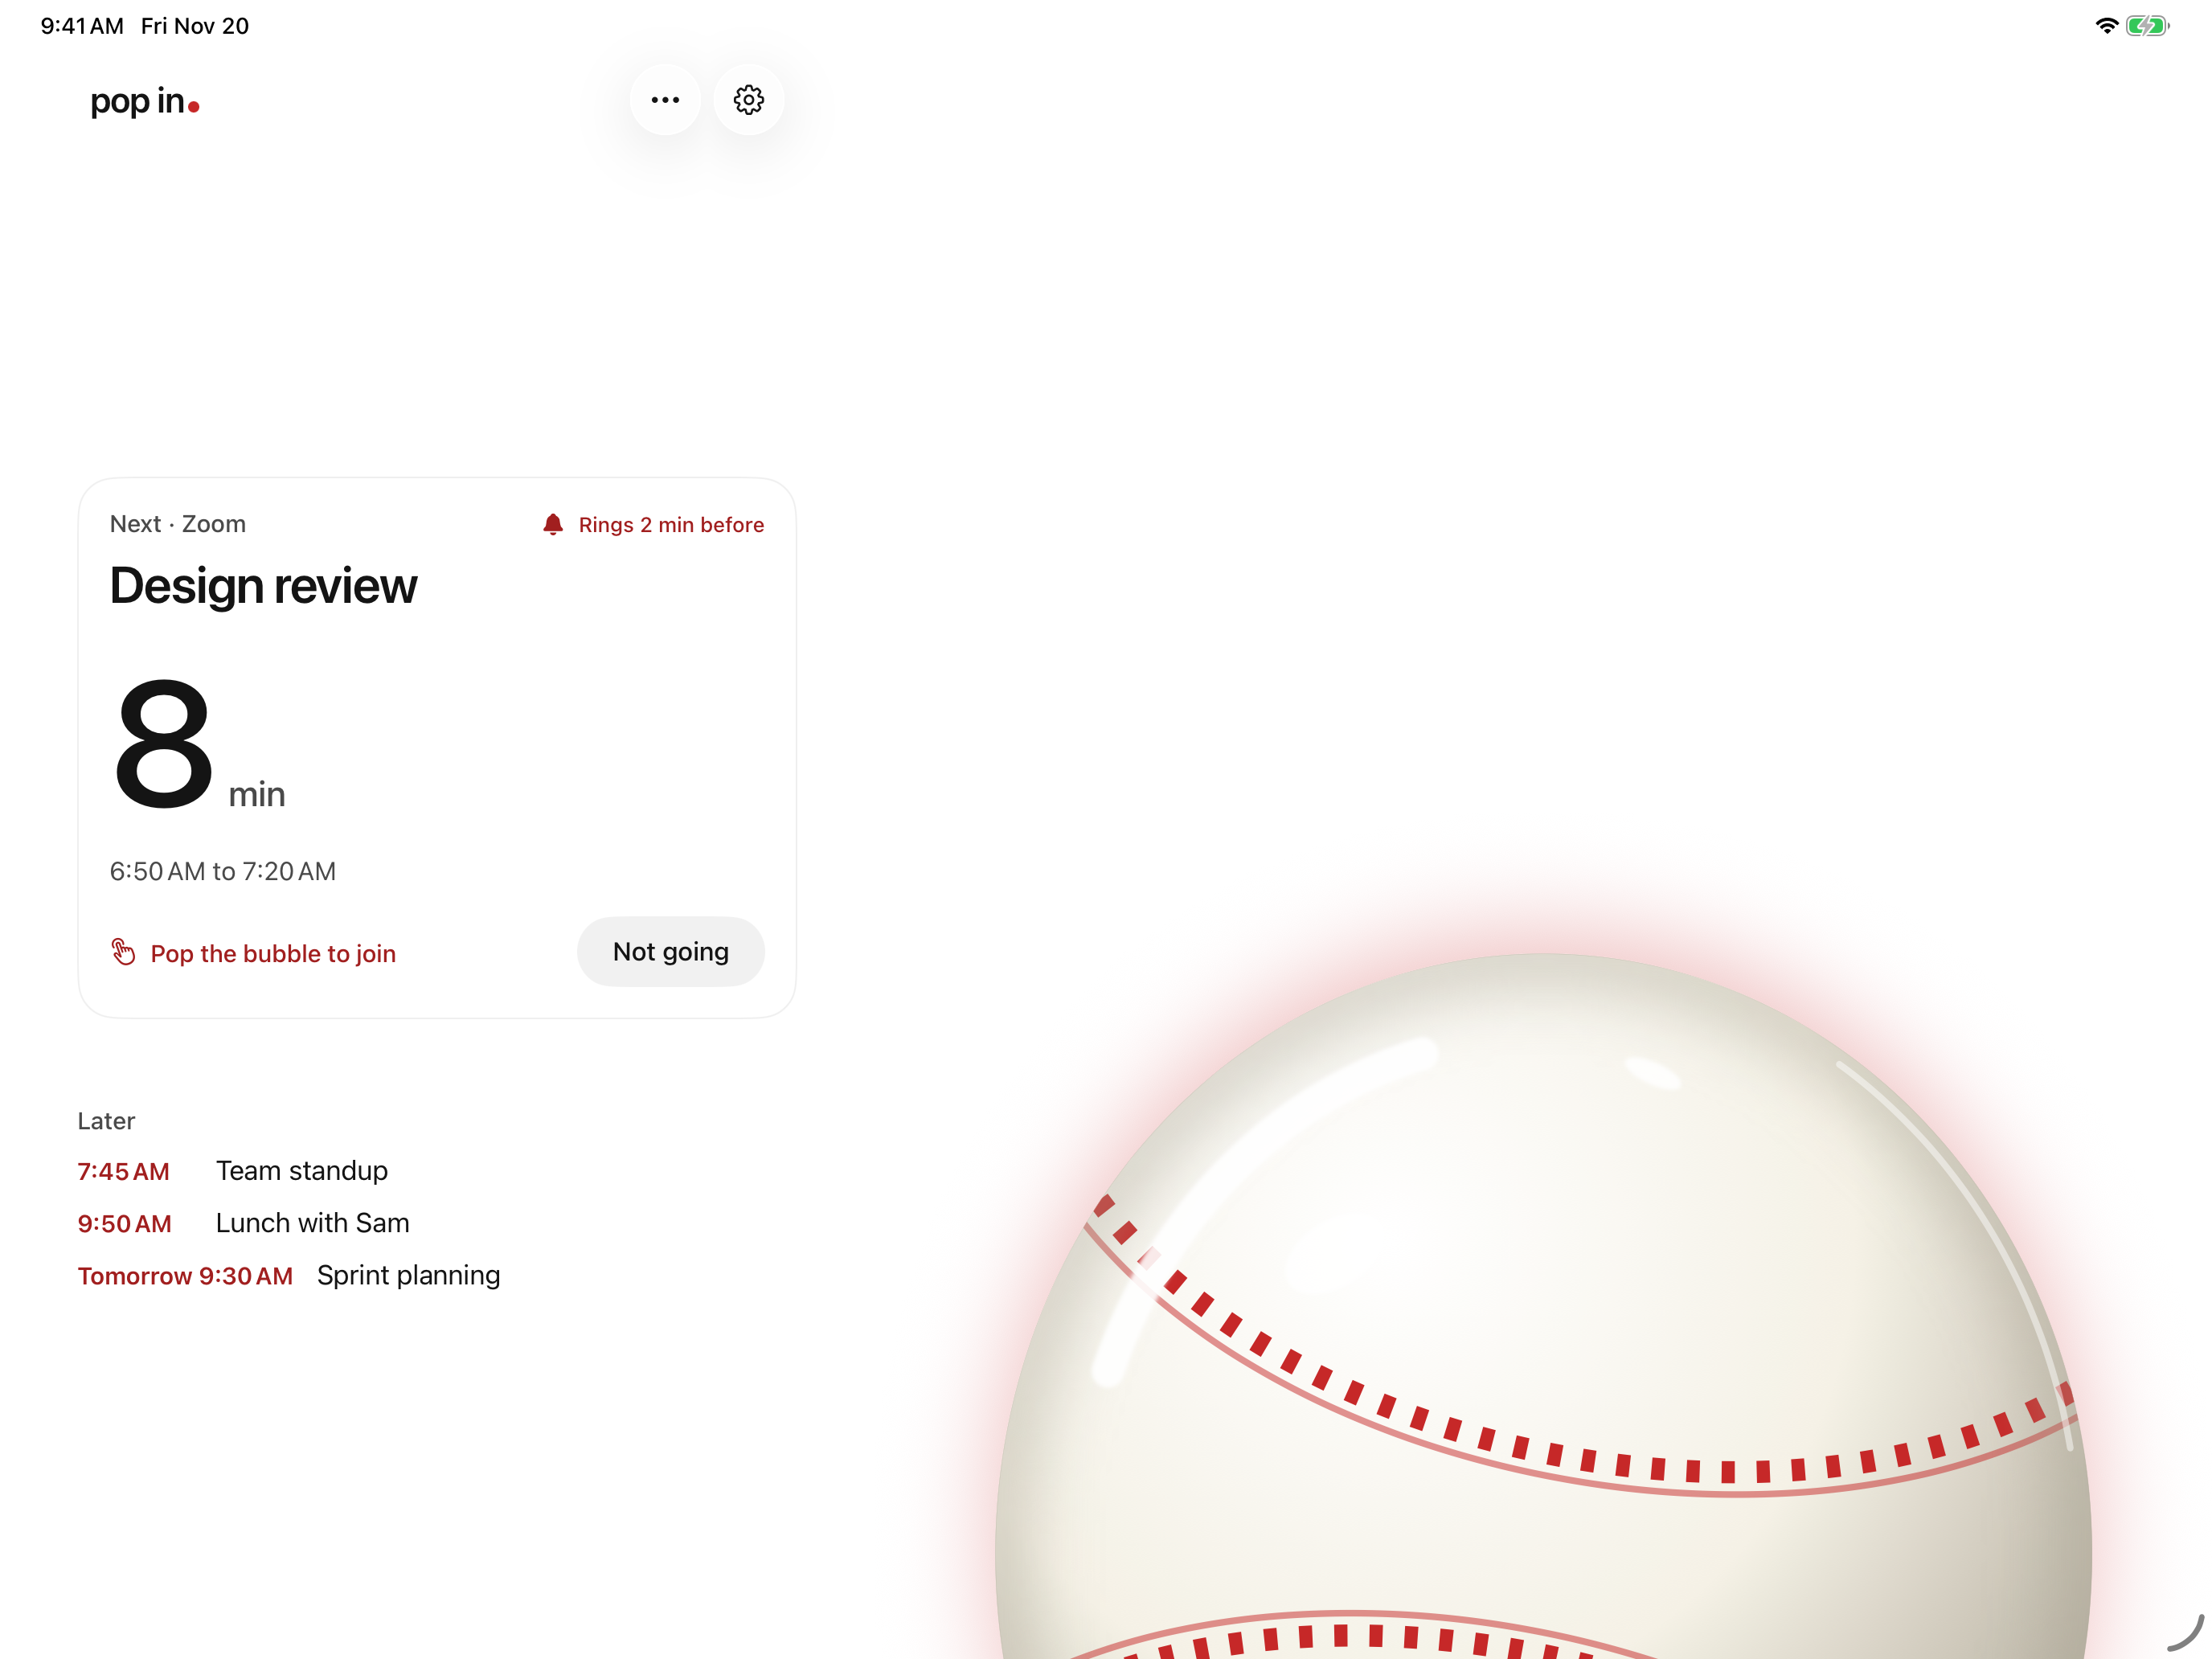 9:41 AM Fri Nov 20
pop in.
Next · Zoom
Rings 2 min before
Design review
8 min
6:50 AM to 7:20 AM
Pop the bubble to join
Not going
Later
7:45 AM Team standup
9:50 AM Lunch with Sam
Tomorrow 9:30 AM Sprint planning